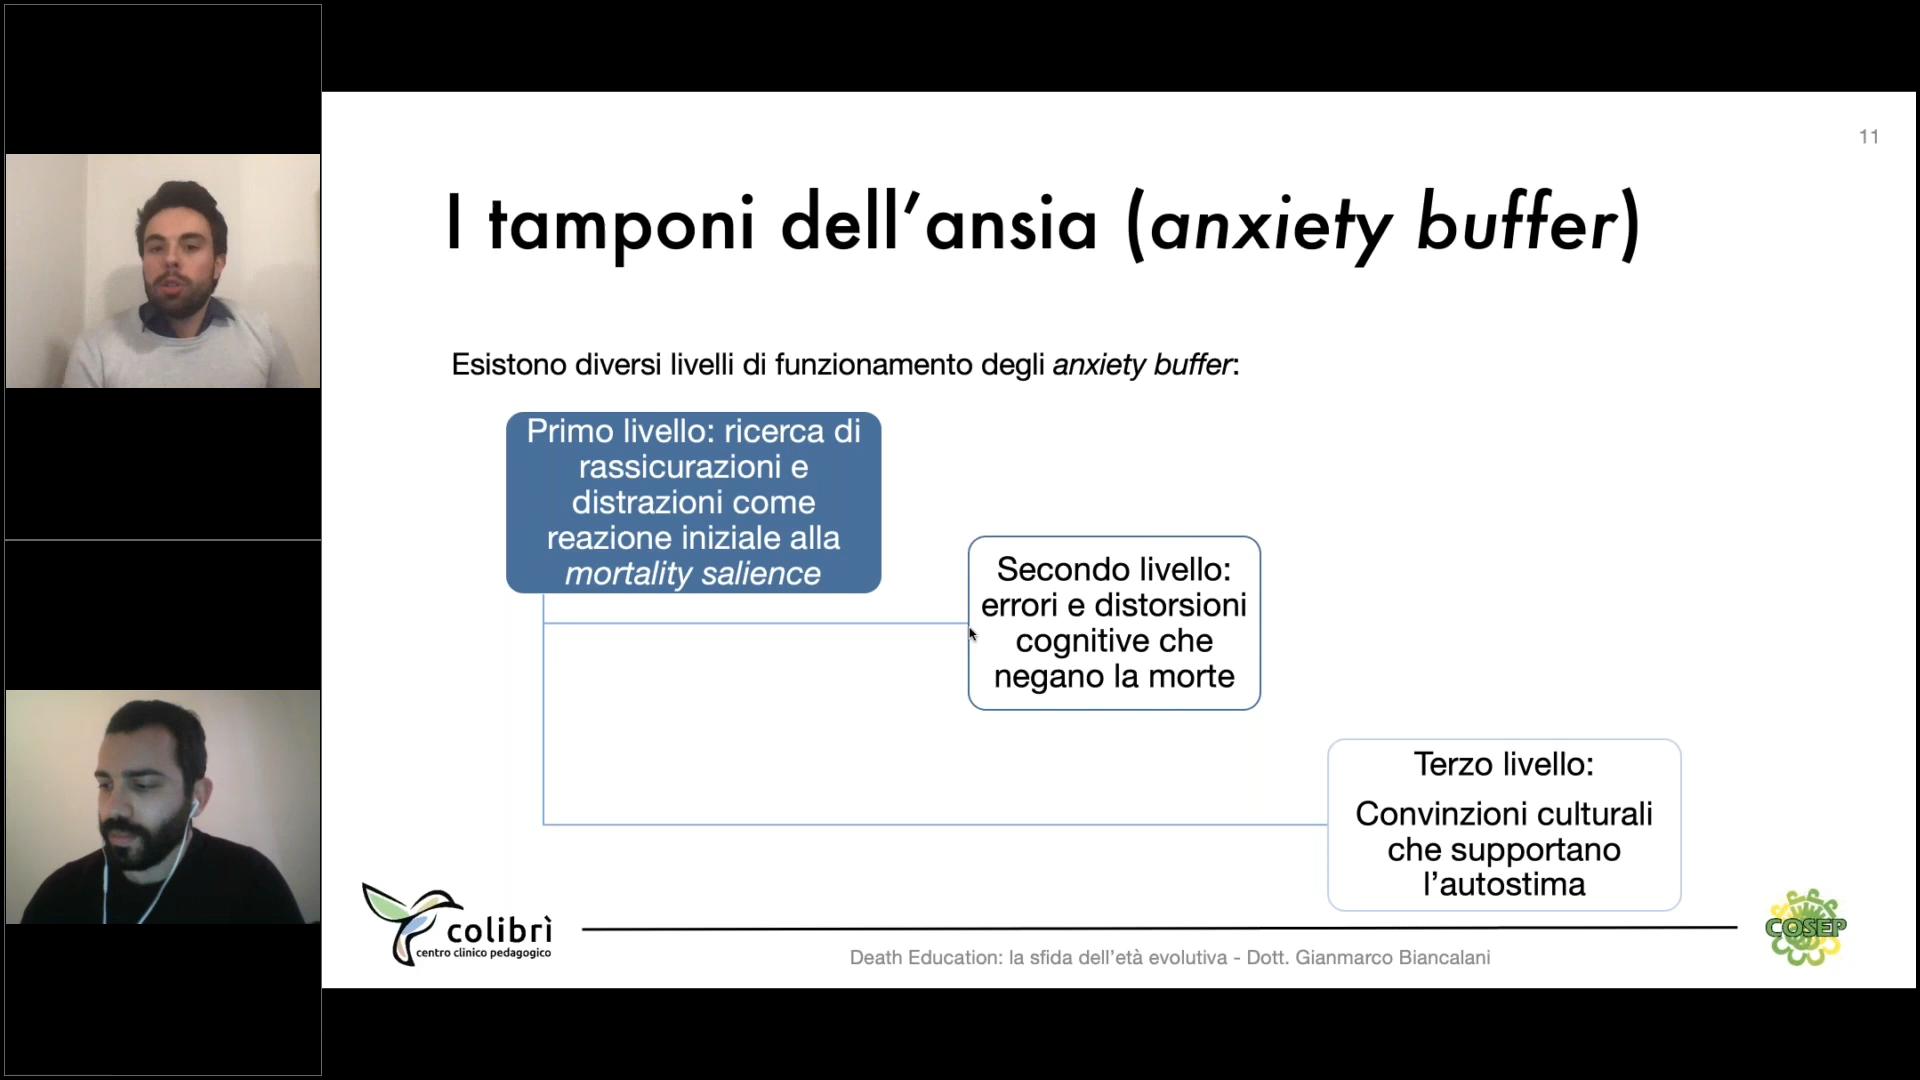 11
I tamponi dell’ansia (anxiety buffer)
Esistono diversi livelli di funzionamento degli anxiety buffer:
Primo livello: ricerca di
rassicurazioni e
distrazioni come
reazione iniziale alla
mortality salience
Secondo livello:
errori e distorsioni
cognitive che
negano la morte
Terzo livello:
Convinzioni culturali
che supportano
l’autostima
colibrì
centro clinico pedagogico
Death Education: la sfida dell’età evolutiva - Dott. Gianmarco Biancalani
COSEP